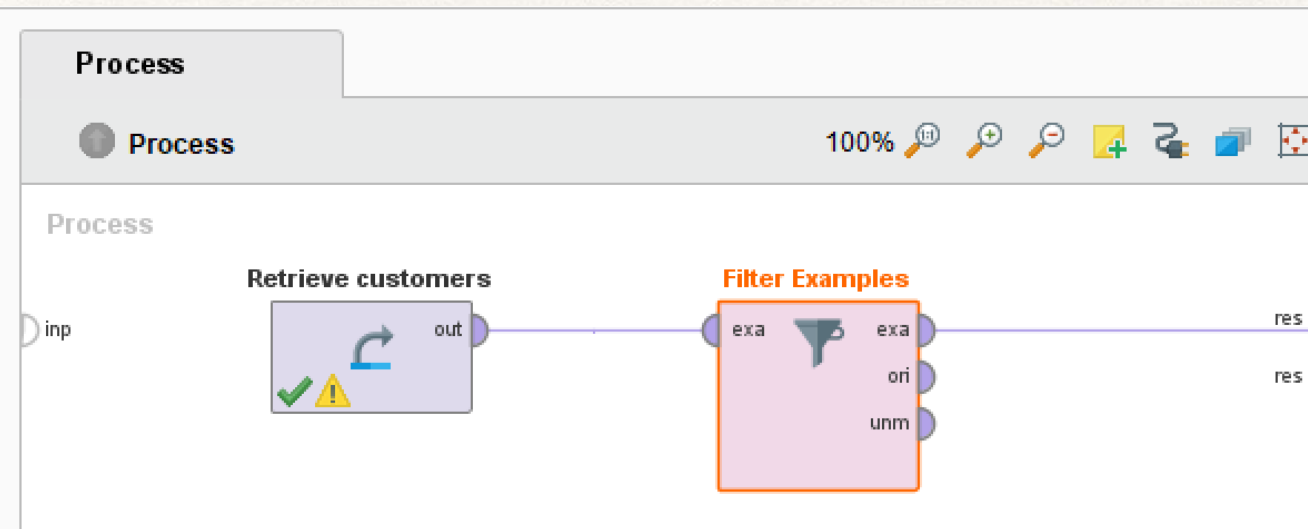 Process
Process
100%
Process
Retrieve customers
Filter Examples
inp
out
exa
exa
res
ori
res
unm